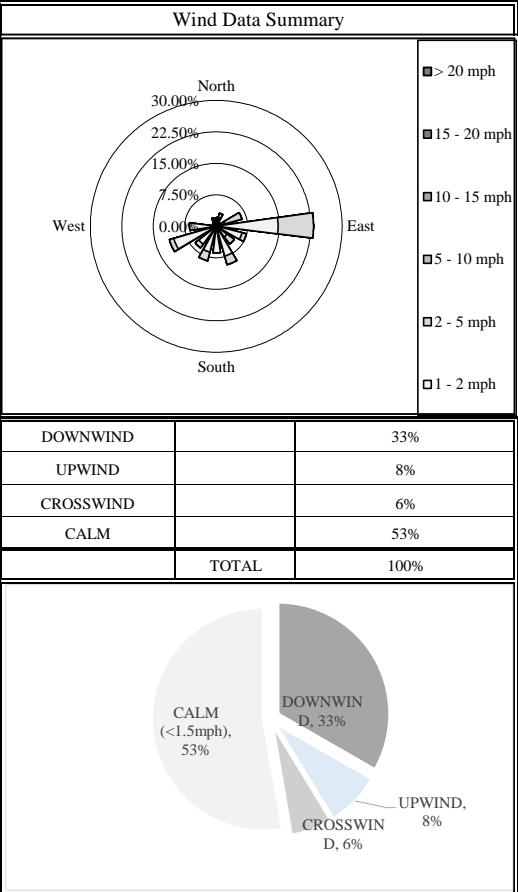 Wind Data Summary
North
30.00%
22.50%
15.00%
7.50%
0.00%
West
East
South
> 20 mph
15 - 20 mph
10 - 15 mph
5 - 10 mph
2 - 5 mph
1 - 2 mph
DOWNWIND 33%
UPWIND 8%
CROSSWIND 6%
CALM 53%
TOTAL 100%
DOWNWIN
D, 33%
CALM
(<1.5mph),
53%
UPWIND,
8%
CROSSWIN
D, 6%